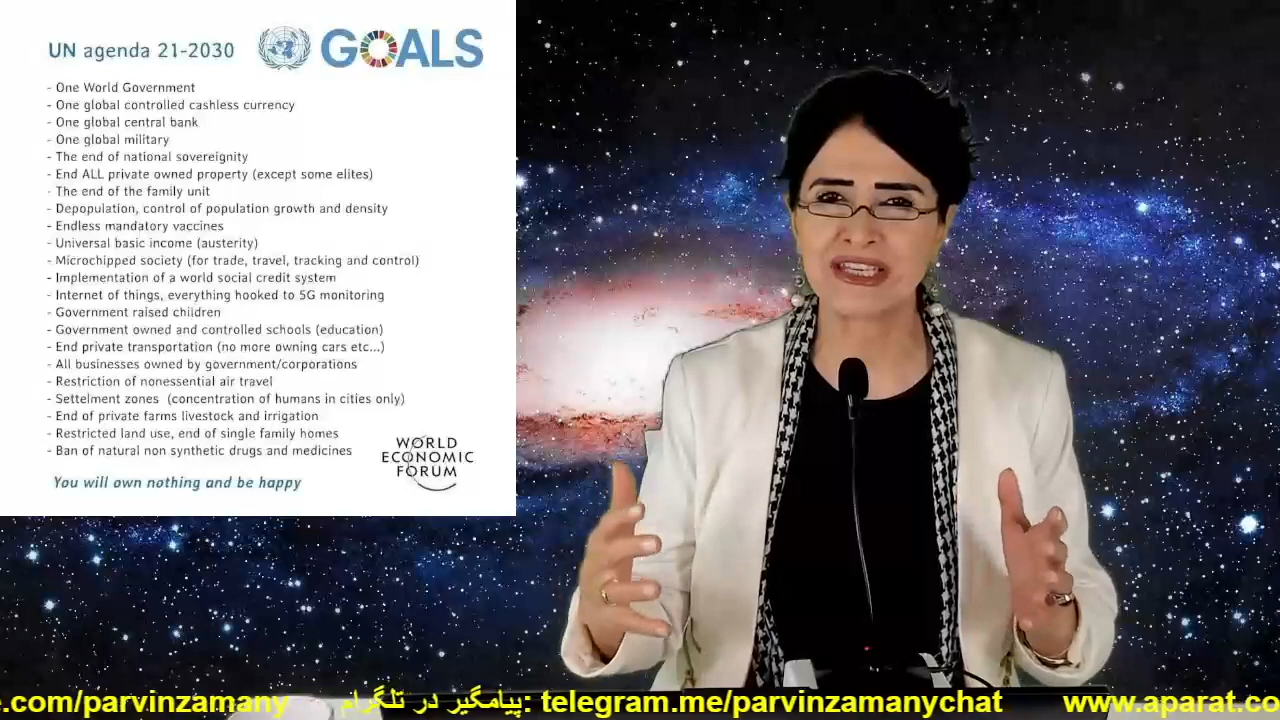 UN agenda 21-2030 GOALS
- One World Government
- One global controlled cashless currency
- One global central bank
- One global military
- The end of national sovereignity
- End ALL private owned property (except some elites)
- The end of the family unit
- Depopulation, control of population growth and density
- Endless mandatory vaccines
- Universal basic income (austerity)
- Microchipped society (for trade, travel, tracking and control)
- Implementation of a world social credit system
- Internet of things, everything hooked to 5G monitoring
- Government raised children
- Government owned and controlled schools (education)
- End private transportation (no more owning cars etc...)
- All businesses owned by government/corporations
- Restriction of nonessential air travel
- Settelment zones (concentration of humans in cities only)
- End of private farms livestock and irrigation
- Restricted land use, end of single family homes
- Ban of natural non synthetic drugs and medicines
WORLD
ECONOMIC
FORUM
You will own nothing and be happy
e.com/parvinzamany پیامگیر در تلگرام: telegram.me/parvinzamanychat www.aparat.co